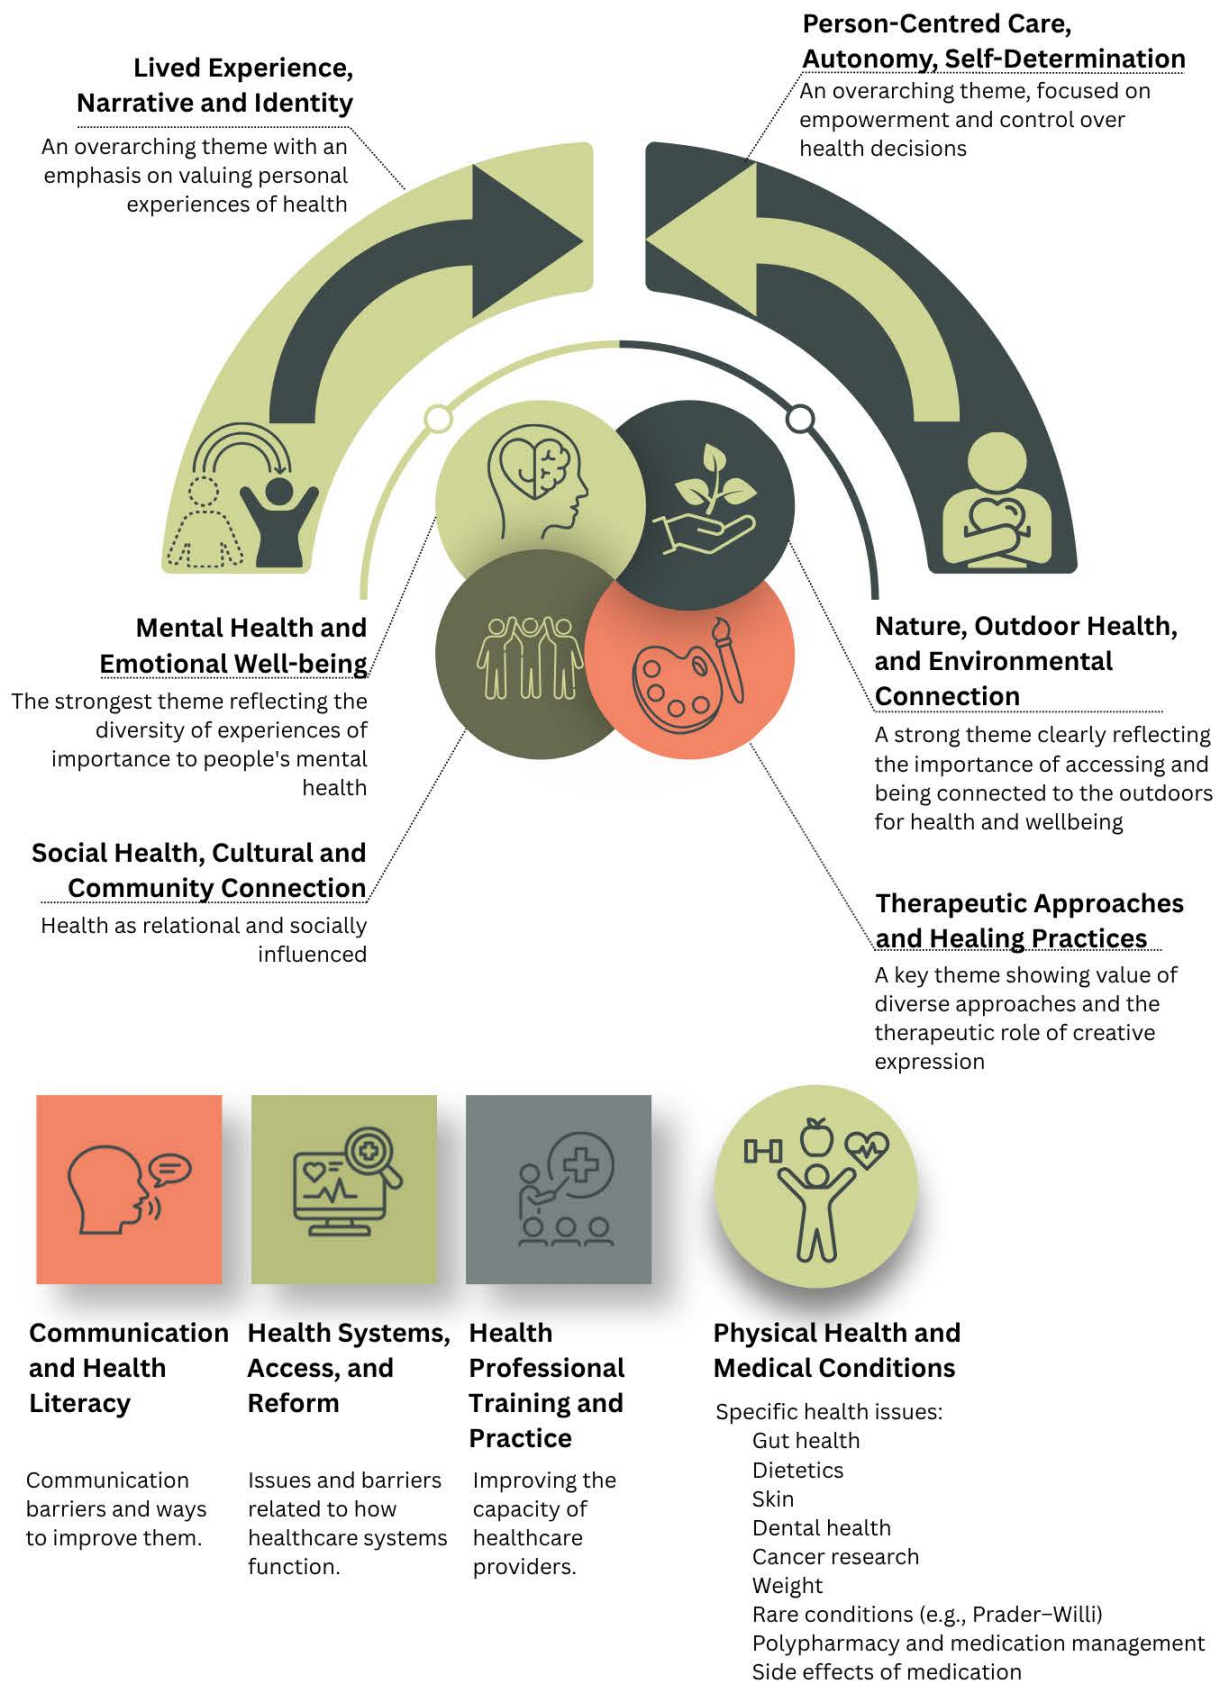 Lived Experience,
Narrative and Identity
An overarching theme with an
emphasis on valuing personal
experiences of health
Person-Centred Care,
Autonomy, Self-Determination
An overarching theme, focused on
empowerment and control over
health decisions
Mental Health and
Emotional Well-being
The strongest theme reflecting the
diversity of experiences of
importance to people's mental
health
Nature, Outdoor Health,
and Environmental
Connection
A strong theme clearly reflecting
the importance of accessing and
being connected to the outdoors
for health and wellbeing
Social Health, Cultural and
Community Connection
Health as relational and socially
influenced
Therapeutic Approaches
and Healing Practices
A key theme showing value of
diverse approaches and the
therapeutic role of creative
expression
Communication
and Health
Literacy
Communication
barriers and ways
to improve them.
Health Systems,
Access, and
Reform
Issues and barriers
related to how
healthcare systems
function.
Health
Professional
Training and
Practice
Improving the
capacity of
healthcare
providers.
Physical Health and
Medical Conditions
Specific health issues:
Gut health
Dietetics
Skin
Dental health
Cancer research
Weight
Rare conditions (e.g., Prader–Willi)
Polypharmacy and medication management
Side effects of medication